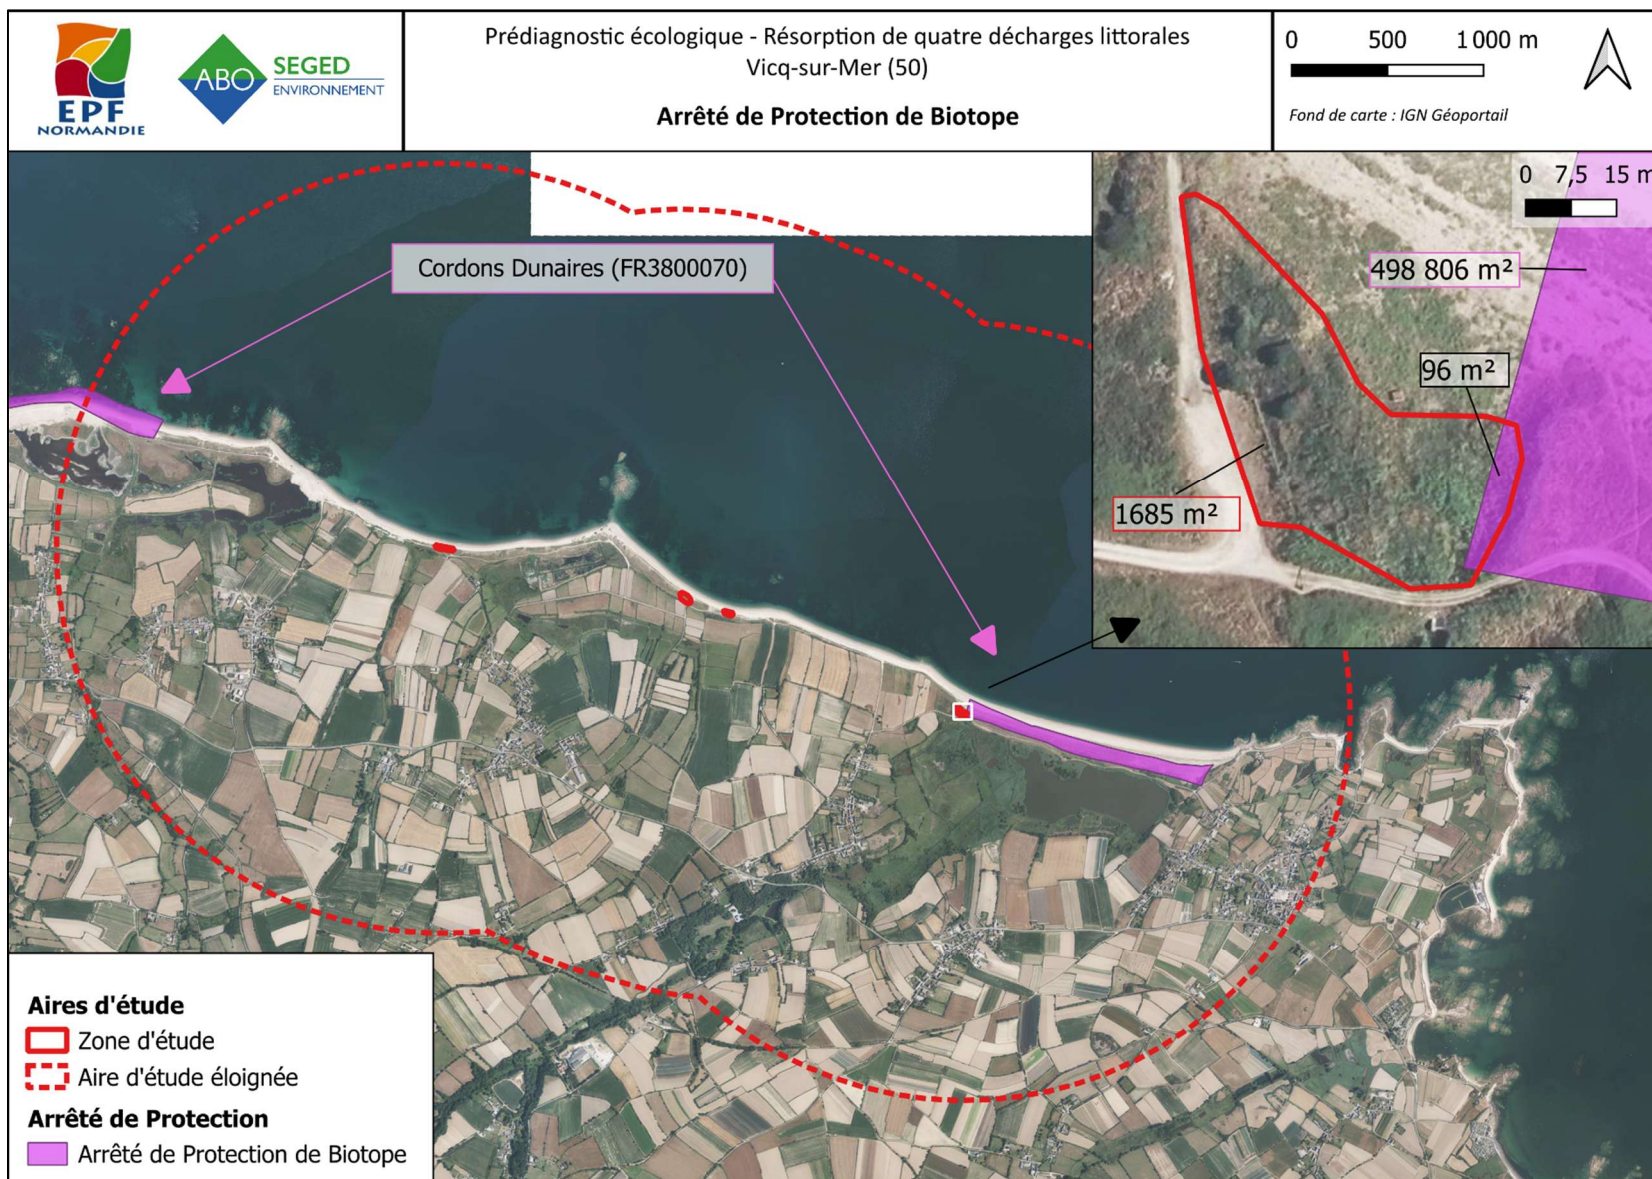 EPF
NORMANDIE
ABO
SEGED
ENVIRONNEMENT
Prédiagnostic écologique - Résorption de quatre décharges littorales
Vicq-sur-Mer (50)
Arrêté de Protection de Biotope
0 500 1 000 m
Fond de carte : IGN Géoportail
0 7,5 15 m
Cordons Dunaires (FR3800070)
498 806 m²
96 m²
1685 m²
Aires d'étude
Zone d'étude
Aire d'étude éloignée
Arrêté de Protection
Arrêté de Protection de Biotope